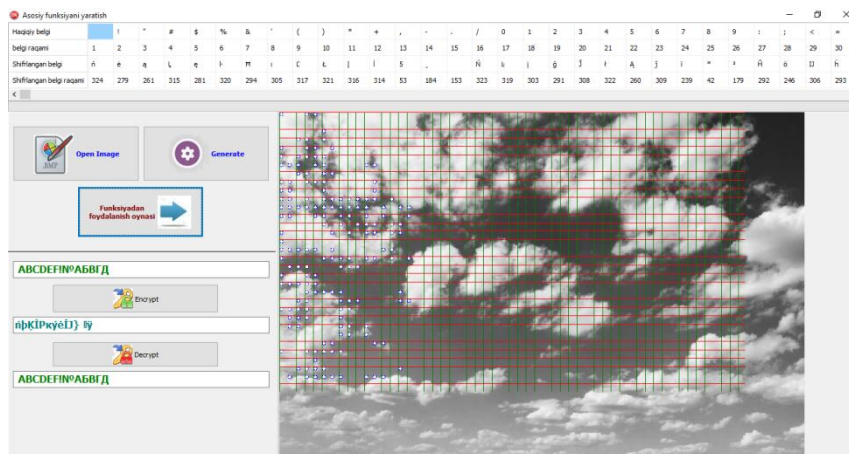 Asosiy funksiyani yaratish
Haqiqiy belgi ! " # $ % & ' ( ) * + , - . / 0 1 2 3 4 5 6 7 8 9 : ; < =
belgi raqami 1 2 3 4 5 6 7 8 9 10 11 12 13 14 15 16 17 18 19 20 21 22 23 24 25 26 27 28 29 30
Shifrlangan belgi
Shifrlangan belgi raqami 324 279 261 315 281 320 294 305 317 321 316 314 53 184 153 323 319 303 291 308 322 260 309 239 42 179 292 246 306 293
Open Image
Generate
Funksiyadan
foydalanish oynasi
ABCDEF!№АБВГД
Encrypt
Decrypt
ABCDEF!№АБВГД